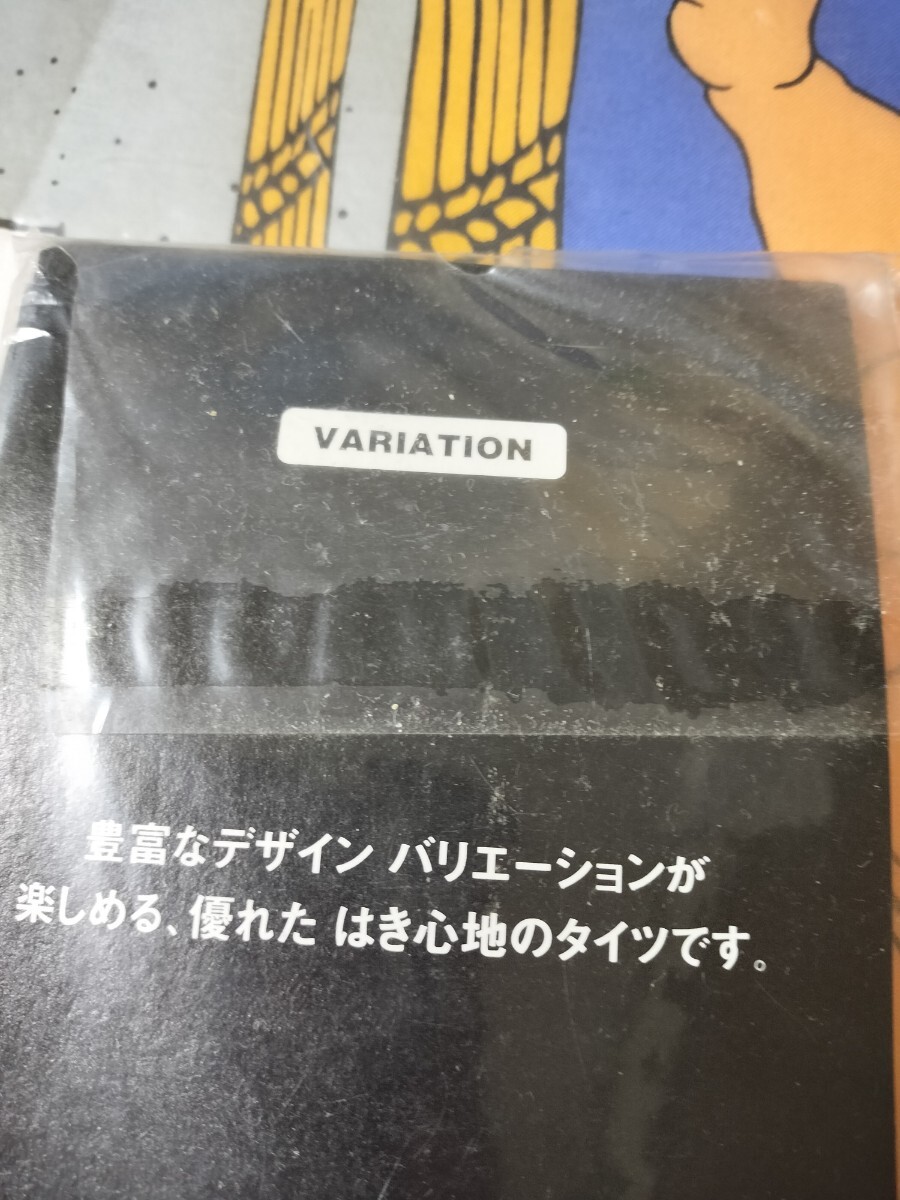 VARIATION
豊富なデザイン バリエーションが
楽しめる、優れた はき心地のタイツです。